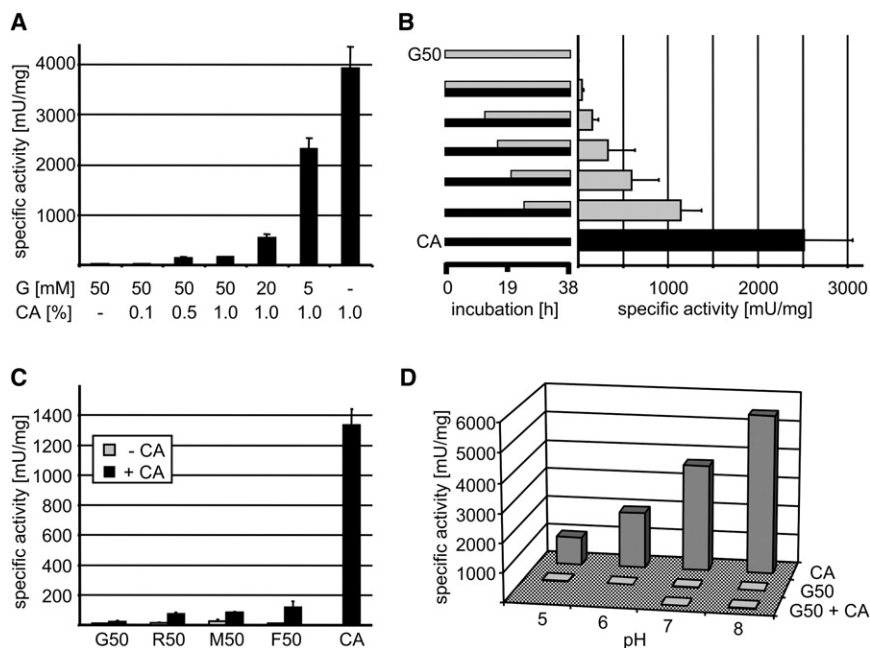 A
specific activity [mU/mg]
4000
3000
2000
1000
G [mM] 50 50 50 50 20 5 -
CA [%] - 0.1 0.5 1.0 1.0 1.0 1.0
B
G50
CA
0 19 38
incubation [h]
1000 2000 3000
specific activity [mU/mg]
C
specific activity [mU/mg]
1400
1200
1000
800
600
400
200
- CA
+ CA
G50 R50 M50 F50 CA
D
specific activity [mU/mg]
6000
5000
4000
3000
2000
1000
5 6 7 8
pH
CA
G50
G50 + CA